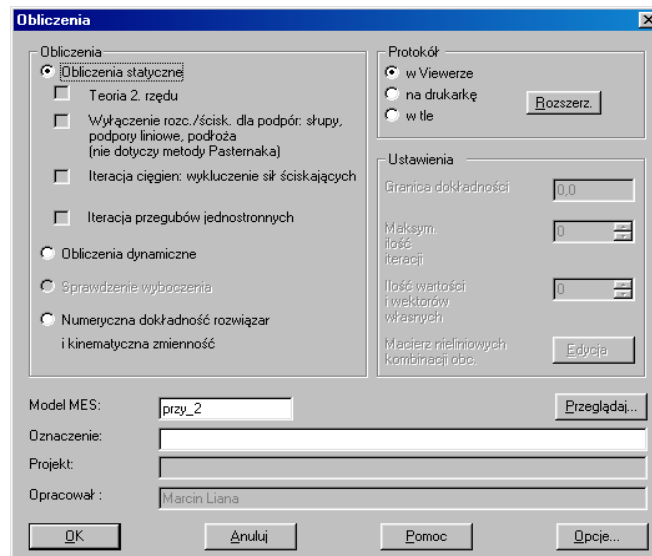 Obliczenia
Obliczenia
Obliczenia statyczne
Teoria 2. rzędu
Wyłączenie rozc./ścisk. dla podpór: słupy,
podpory liniowe, podłoża
(nie dotyczy metody Pasternaka)
Iteracja cięgien: wykluczenie sił ściskających
Iteracja przegubów jednostronnych
Obliczenia dynamiczne
Sprawdzenie wyboczenia
Numeryczna dokładność rozwiązar
i kinematyczna zmienność
Protokół
w Viewerze
na drukarkę
w tle
Rozszerz.
Ustawienia
Granica dokładności
0,0
Maksym.
ilość
iteracji
0
Ilość wartości
i wektorów
własnych
0
Macierz nieliniowych
kombinacji obc.
Edycja
Model MES:
przy_2
Przeglądaj...
Oznaczenie:
Projekt:
Opracował :
Marcin Liana
OK
Anuluj
Pomoc
Opcje...